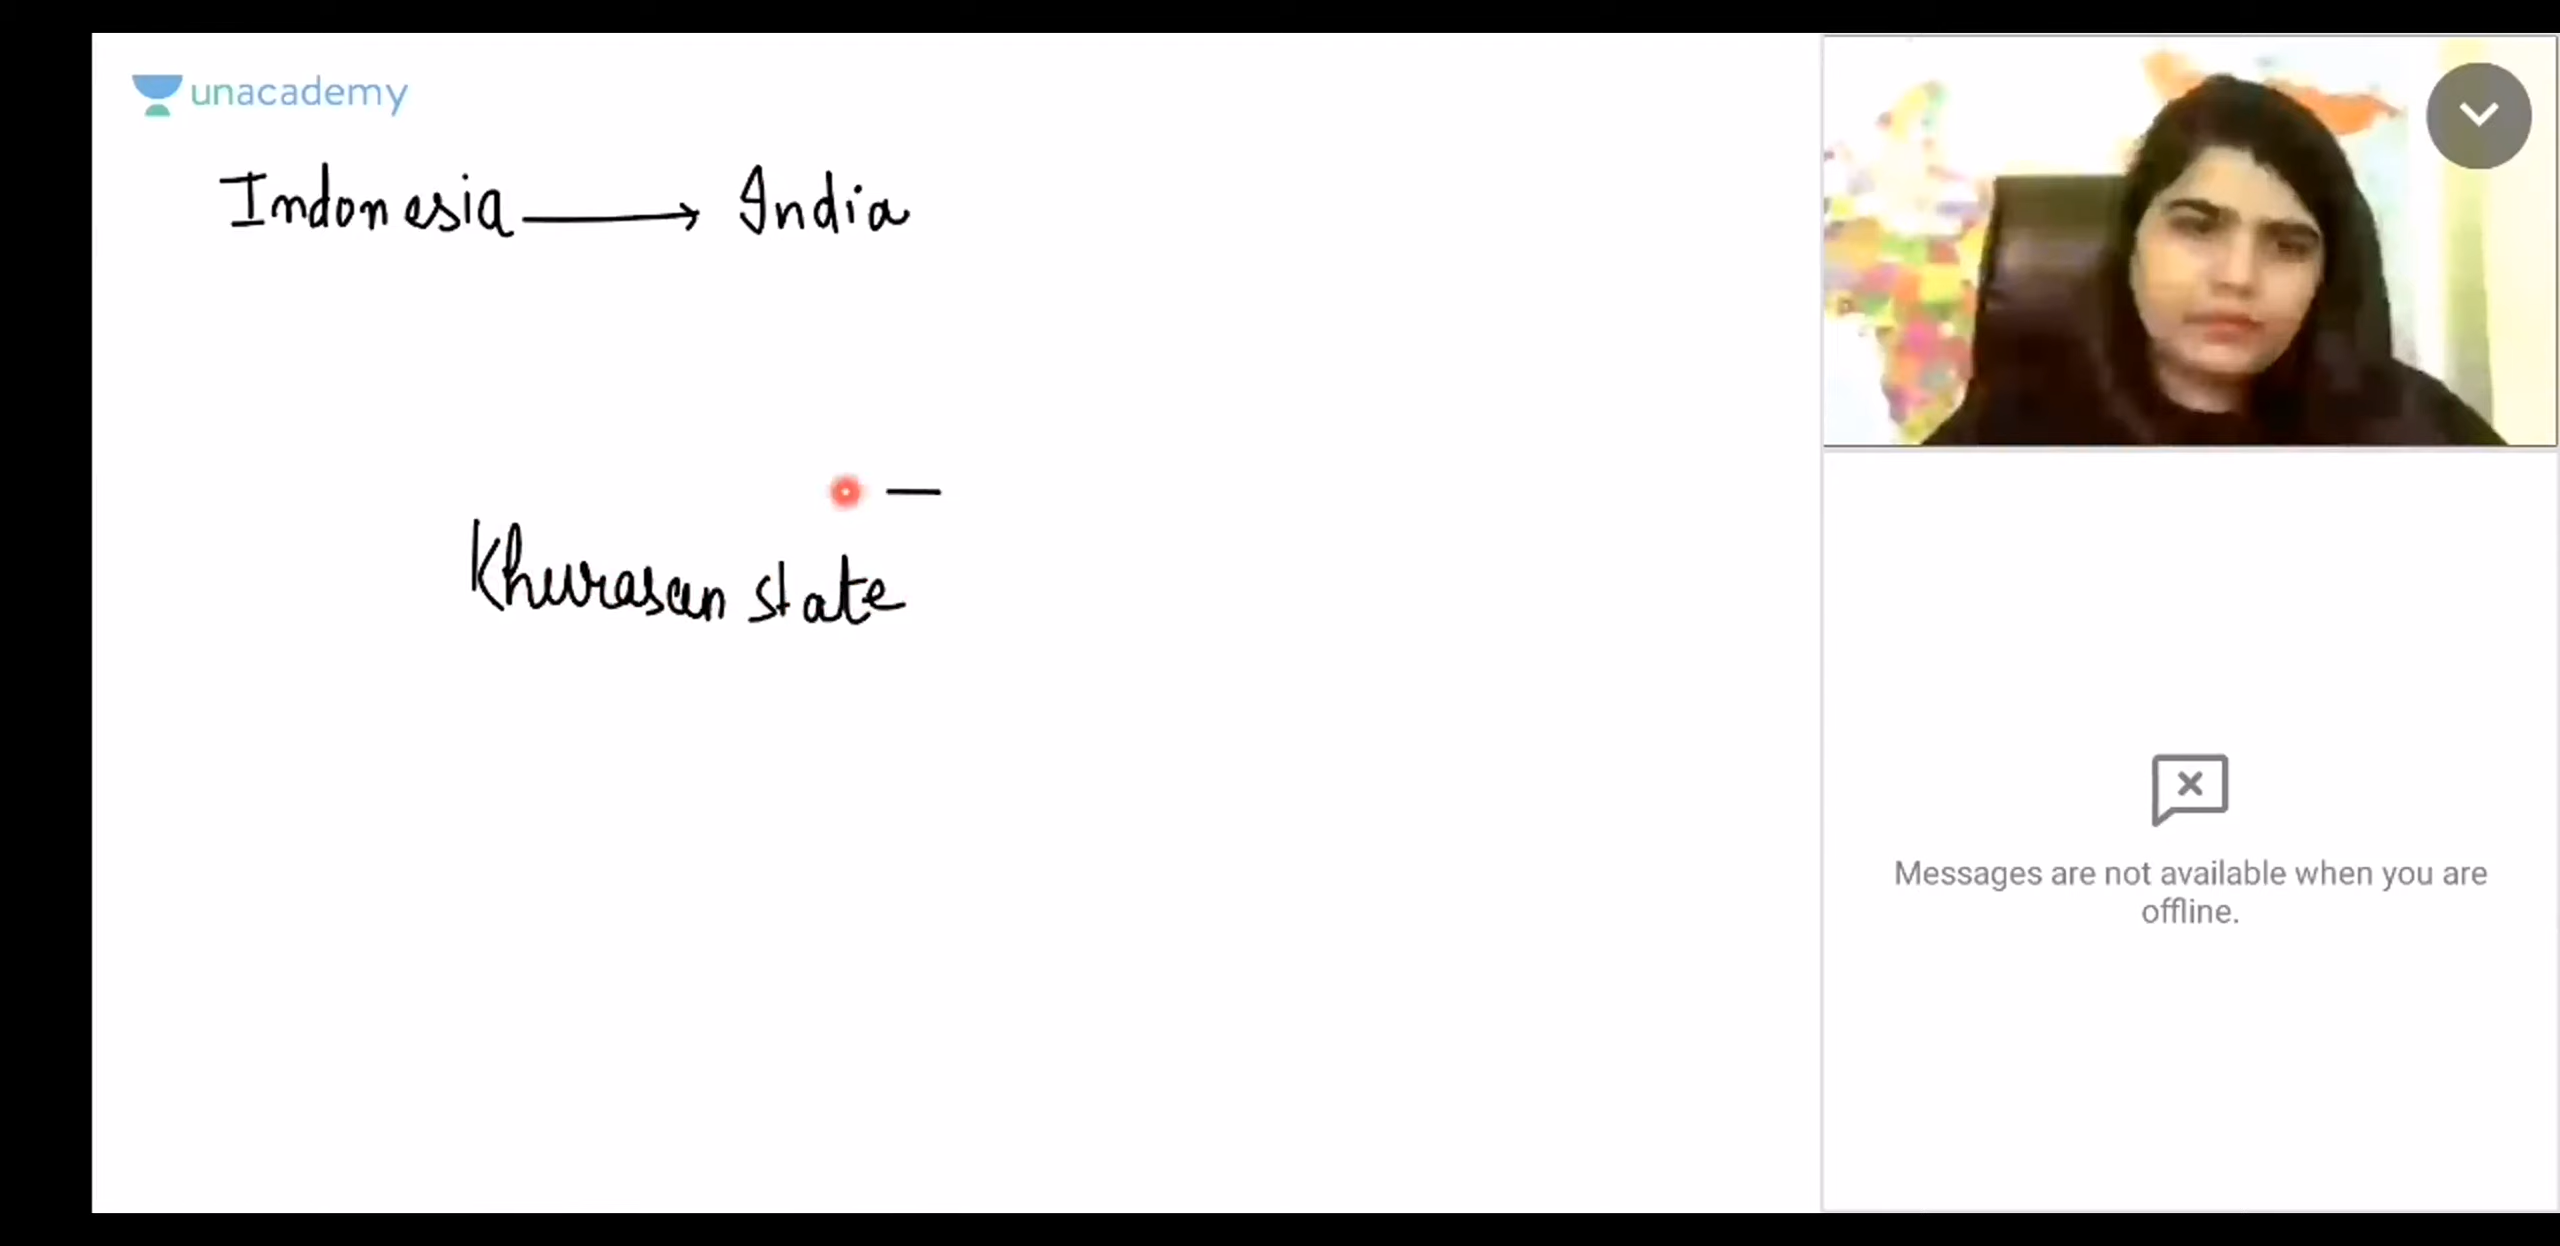 unacademy
Indonesia → India
—
Khurasan state
Messages are not available when you are
offline.